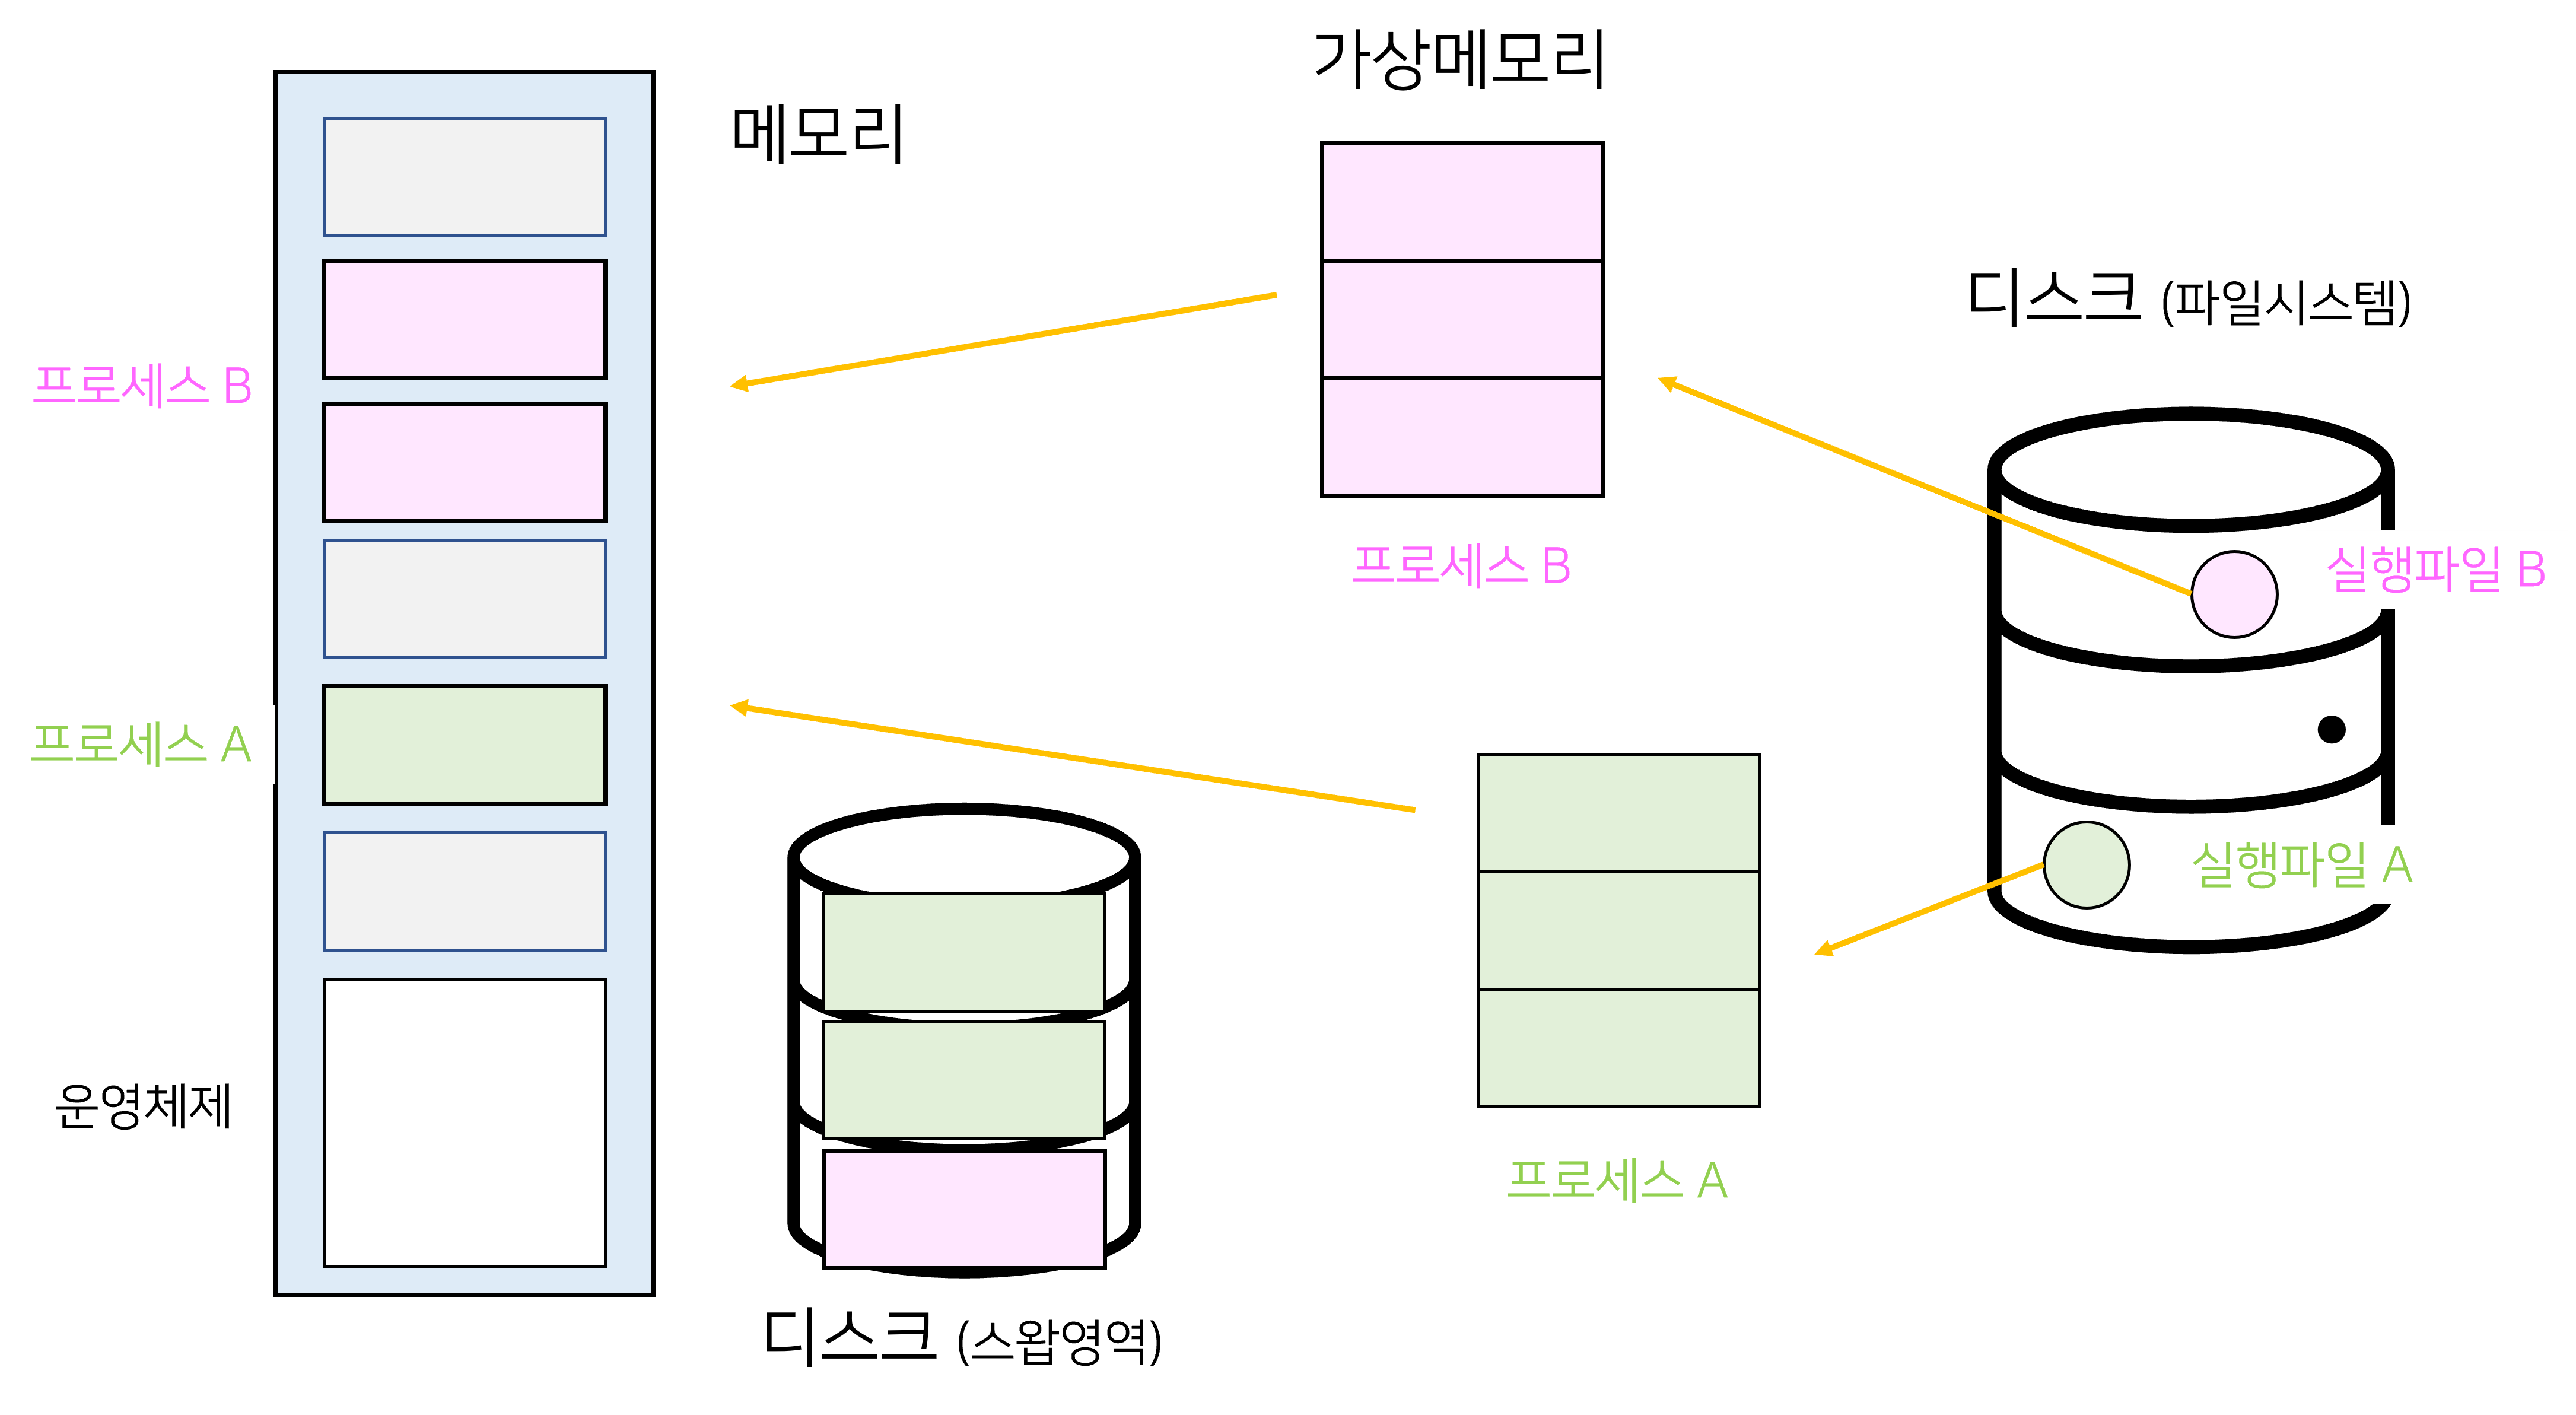 가상메모리
메모리
디스크 (파일시스템)
프로세스 B
프로세스 B
실행파일 B
프로세스 A
실행파일 A
운영체제
프로세스 A
디스크 (스왑영역)